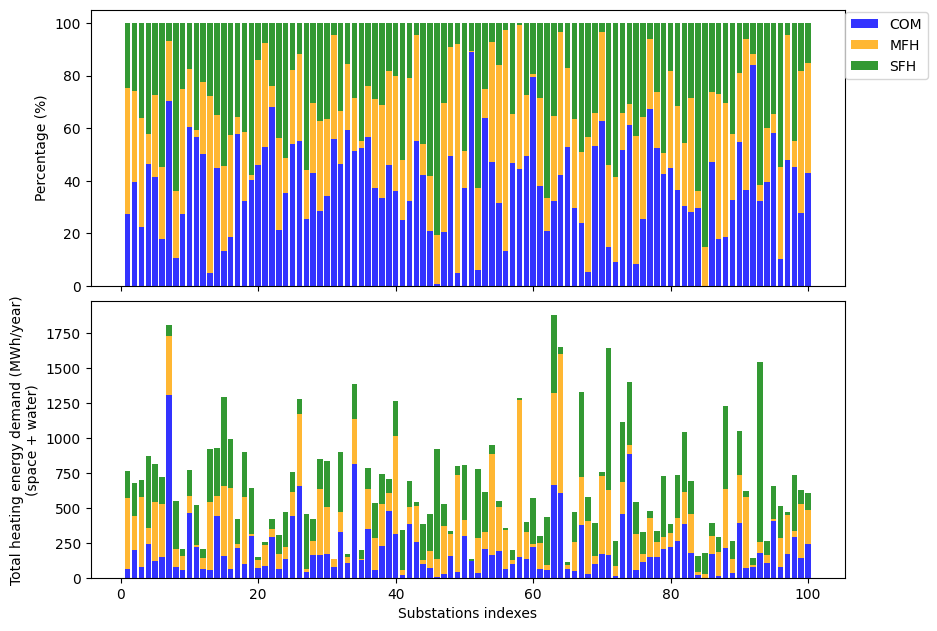 COM
MFH
SFH
Percentage (%)
100
80
60
40
20
0
Total heating energy demand (MWh/year)
(space + water)
1750
1500
1250
1000
750
500
250
0
0 20 40 60 80 100
Substations indexes